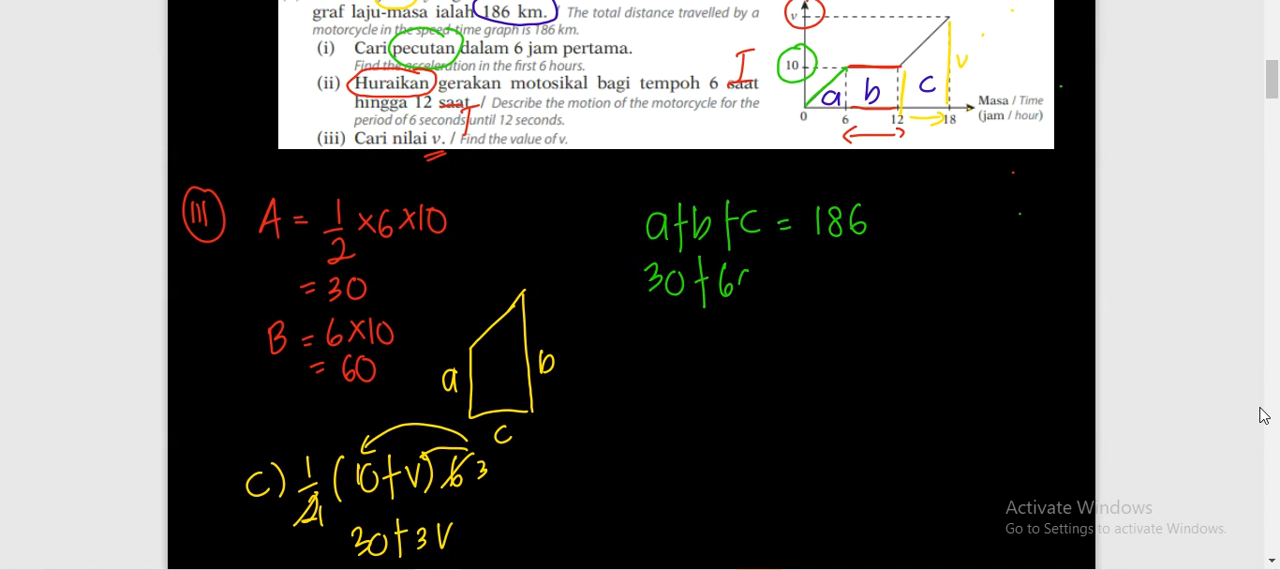 graf laju-masa ialah 186 km. / The total distance travelled by a
motorcycle in the speed-time graph is 186 km.
(i) Cari pecutan dalam 6 jam pertama.
Find the acceleration in the first 6 hours.
(ii) Huraikan gerakan motosikal bagi tempoh 6 saat
hingga 12 saat. / Describe the motion of the motorcycle for the
period of 6 seconds until 12 seconds.
(iii) Cari nilai v. / Find the value of v.
v
10
0 6 12 18
Masa / Time
(jam / hour)
a b c
v
I
I
III
A = 1/2 × 6 × 10
= 30
B = 6 × 10
= 60
a
b
c
C) 1/2 (10 + V) 6 3
30 + 3V
a + b + c = 186
30 + 6
Activate Windows
Go to Settings to activate Windows.